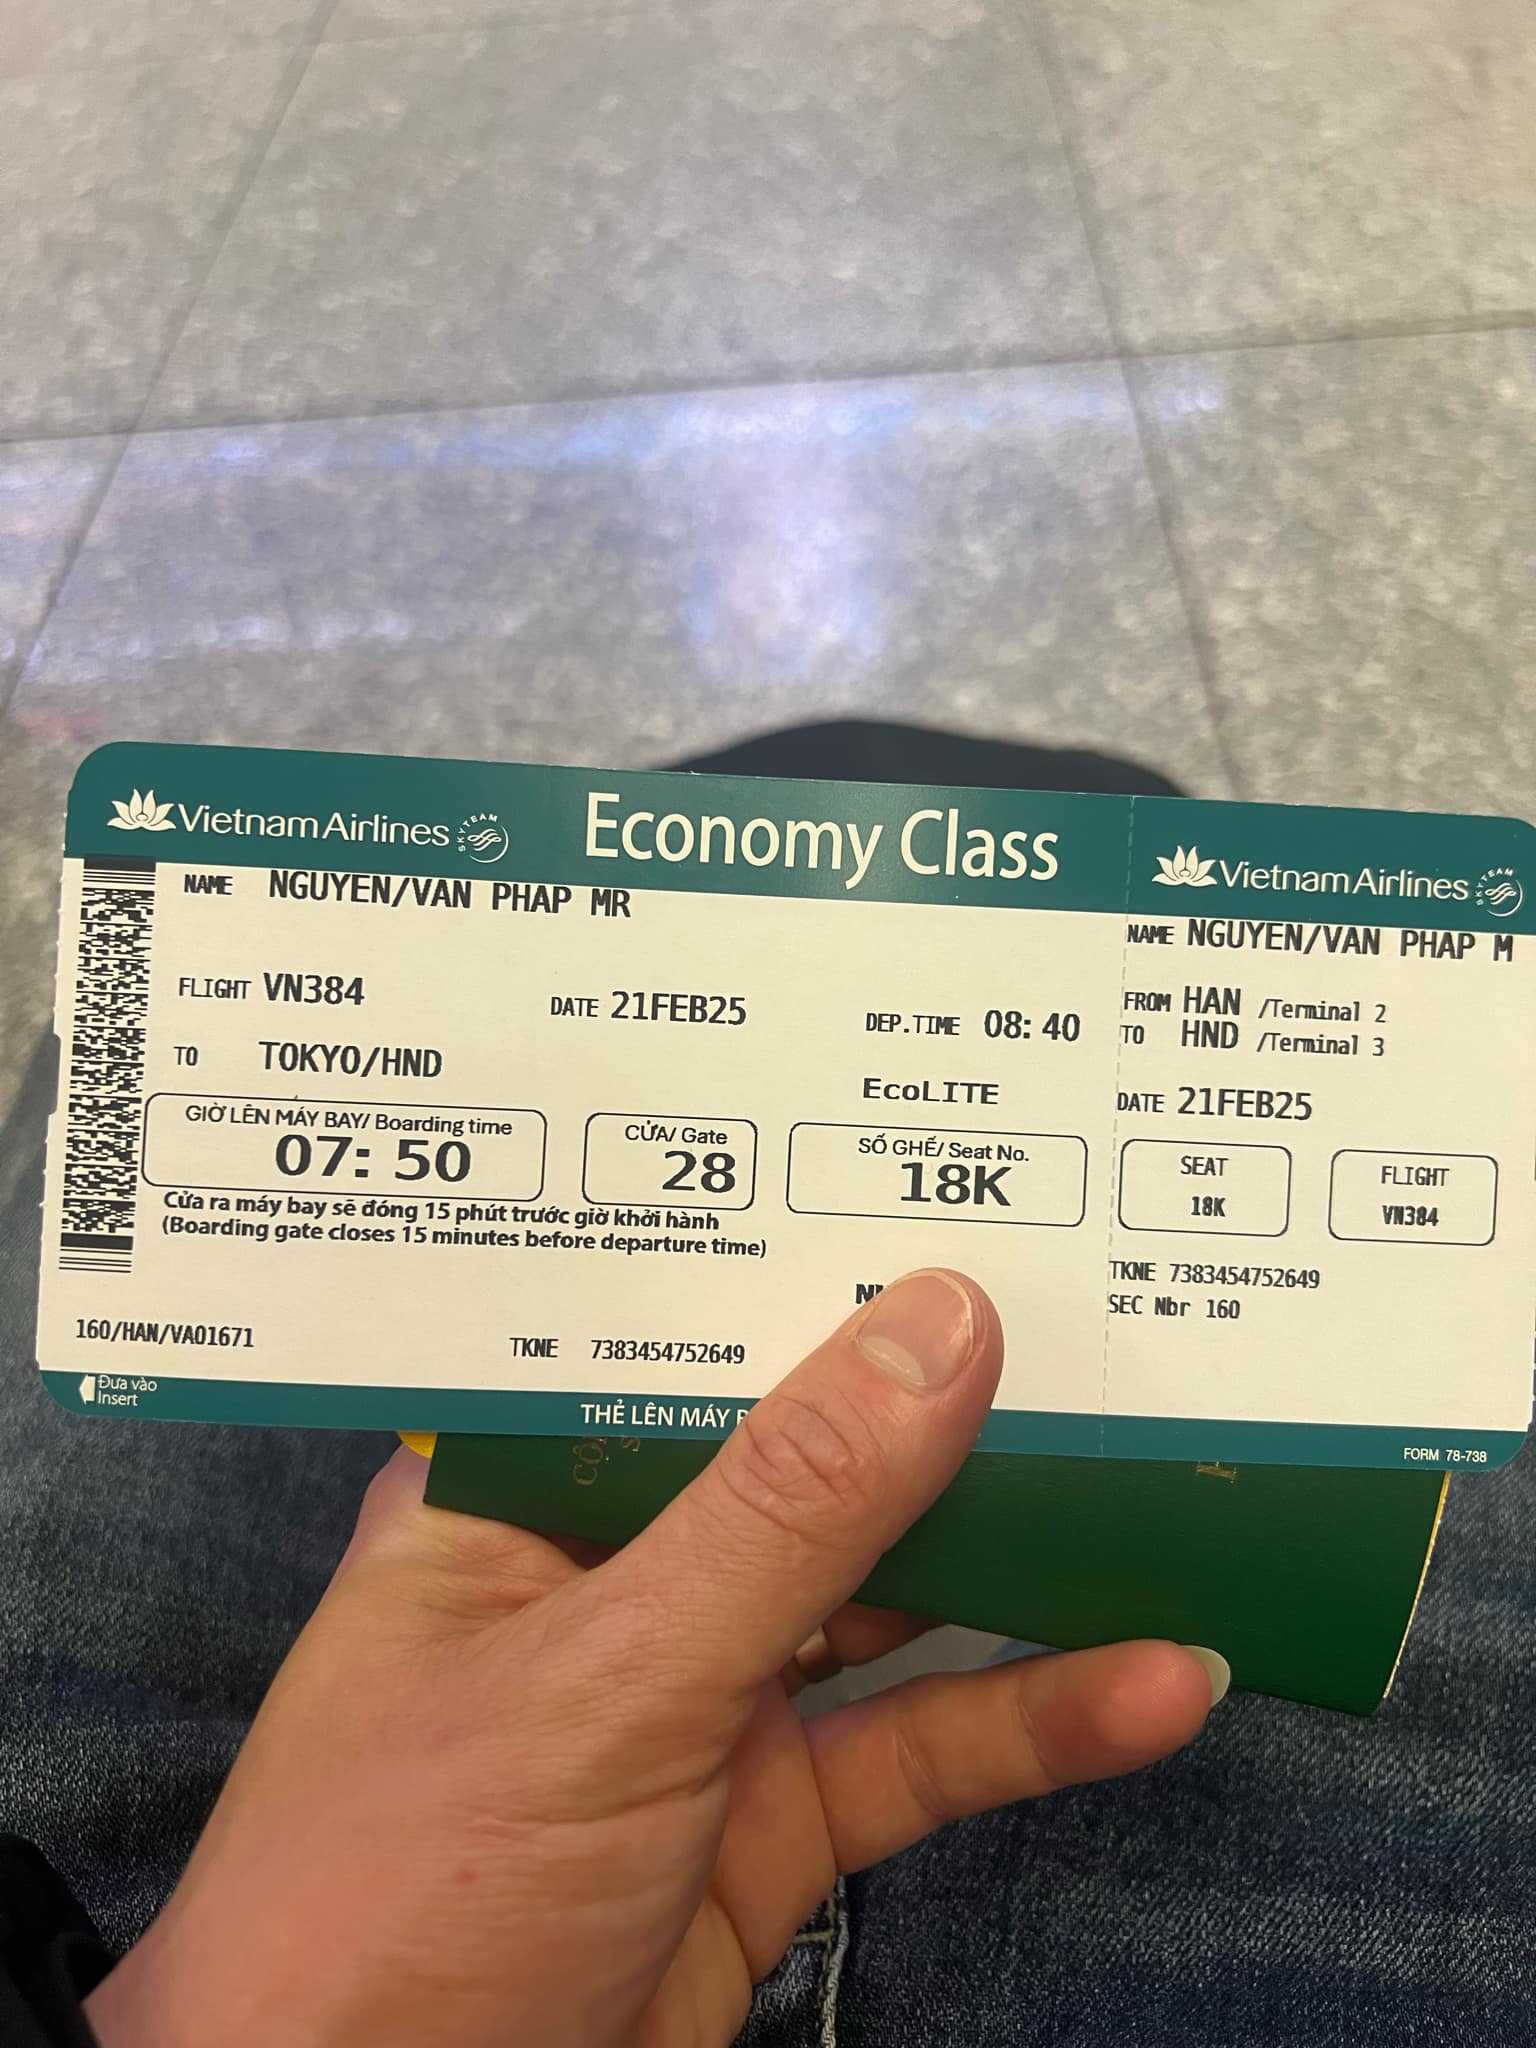 Vietnam Airlines SKYTEAM Economy Class
NAME NGUYEN/VAN PHAP MR
FLIGHT VN384 DATE 21FEB25 DEP.TIME 08:40
TO TOKYO/HND
EcoLITE
GIỜ LÊN MÁY BAY/ Boarding time
07:50
CỬA/ Gate
28
SỐ GHẾ/ Seat No.
18K
Cửa ra máy bay sẽ đóng 15 phút trước giờ khởi hành
(Boarding gate closes 15 minutes before departure time)
160/HAN/VA01671 TKNE 7383454752649
Đưa vào
Insert
THẺ LÊN MÁY
Vietnam Airlines SKYTEAM
NAME NGUYEN/VAN PHAP M
FROM HAN /Terminal 2
TO HND /Terminal 3
DATE 21FEB25
SEAT
18K
FLIGHT
VN384
TKNE 7383454752649
SEC Nbr 160
FORM 78-738